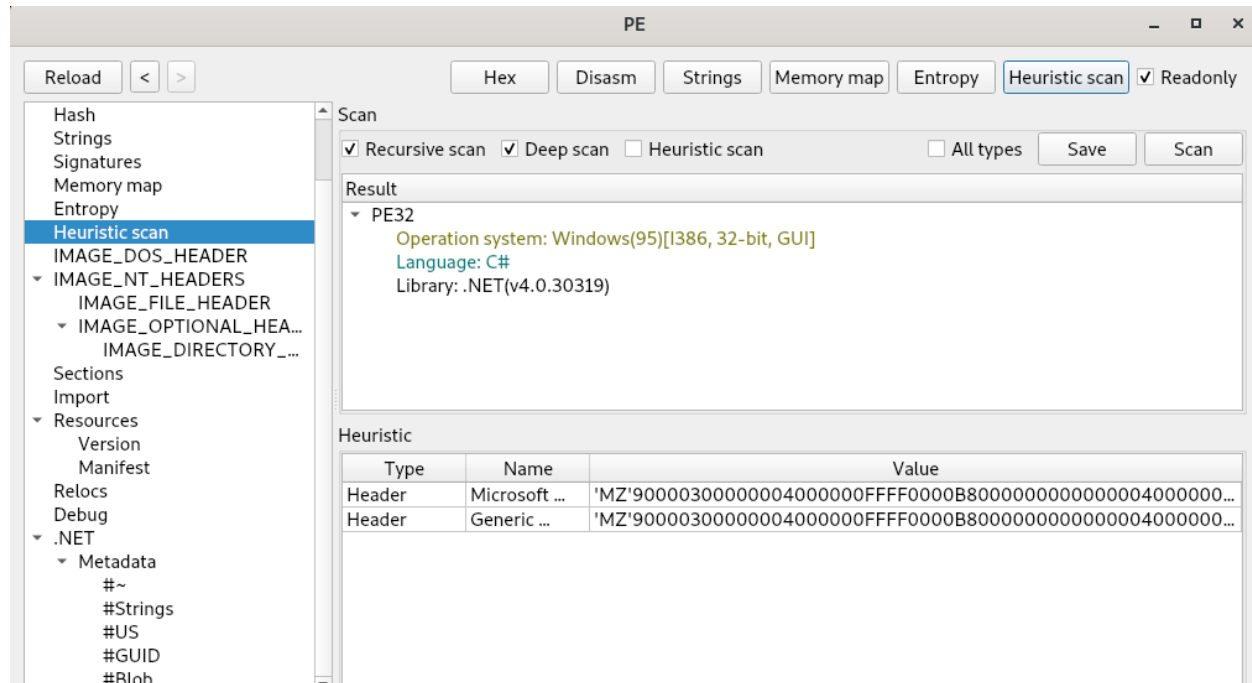 PE
Reload < > Hex Disasm Strings Memory map Entropy Heuristic scan Readonly
Hash
Strings
Signatures
Memory map
Entropy
Heuristic scan
IMAGE_DOS_HEADER
IMAGE_NT_HEADERS
IMAGE_FILE_HEADER
IMAGE_OPTIONAL_HEA...
IMAGE_DIRECTORY_...
Sections
Import
Resources
Version
Manifest
Relocs
Debug
.NET
Metadata
#~
#Strings
#US
#GUID
#Blob
Scan
Recursive scan Deep scan Heuristic scan All types Save Scan
Result
PE32
Operation system: Windows(95)[I386, 32-bit, GUI]
Language: C#
Library: .NET(v4.0.30319)
Heuristic
Type Name Value
Header Microsoft ... 'MZ'90000300000004000000FFFF0000B80000000000000004000000...
Header Generic ... 'MZ'90000300000004000000FFFF0000B80000000000000004000000...